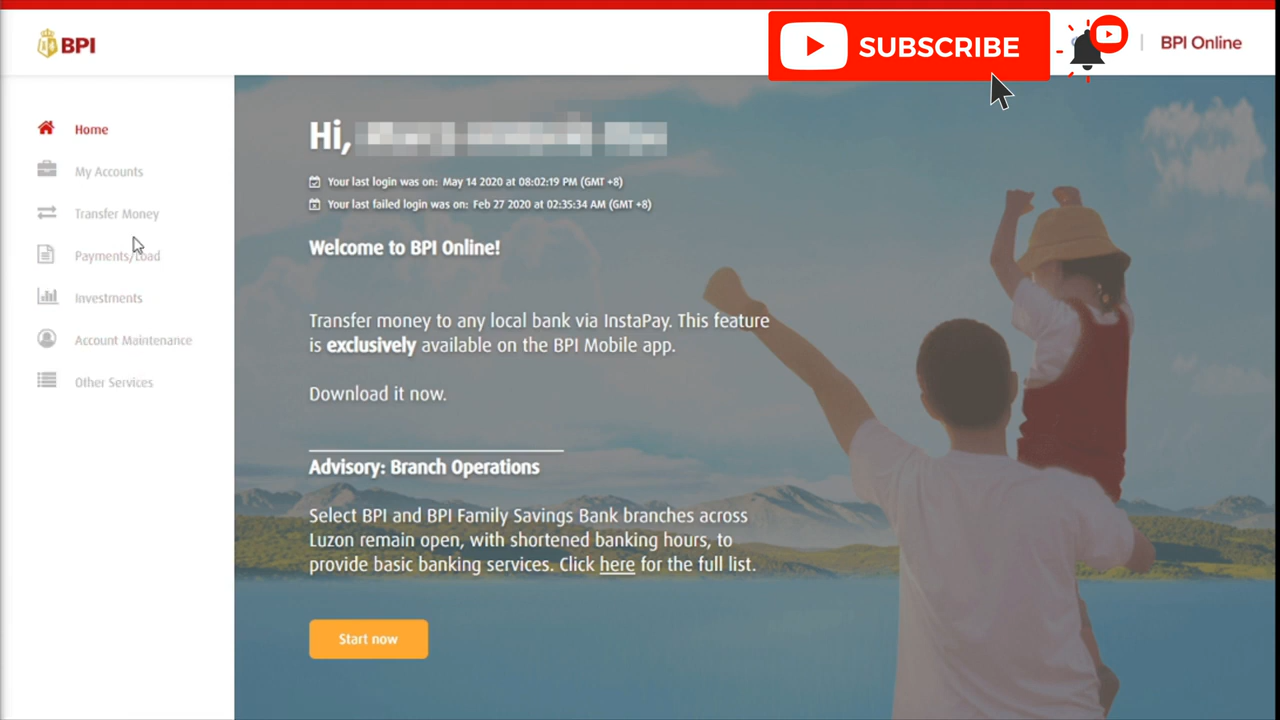 BPI
SUBSCRIBE
BPI Online
Home
My Accounts
Transfer Money
Payments/Load
Investments
Account Maintenance
Other Services
Hi,
Your last login was on: May 14 2020 at 08:02:19 PM (GMT +8)
Your last failed login was on: Feb 27 2020 at 02:35:34 AM (GMT +8)
Welcome to BPI Online!
Transfer money to any local bank via InstaPay. This feature
is exclusively available on the BPI Mobile app.
Download it now.
Advisory: Branch Operations
Select BPI and BPI Family Savings Bank branches across
Luzon remain open, with shortened banking hours, to
provide basic banking services. Click here for the full list.
Start now